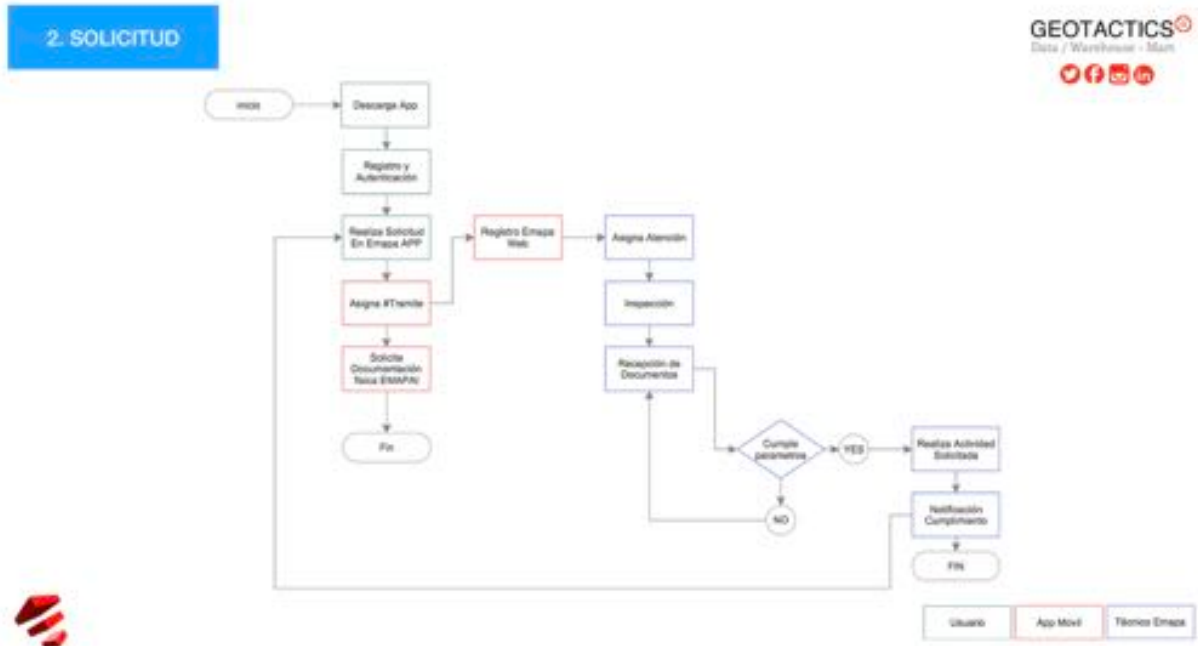 2. SOLICITUD
GEOTACTICS
Data / Warehouse - Mart
inicio
Descarga App
Registro y
Autenticación
Realiza Solicitud
En Emapa APP
Registro Emapa
Web
Asigna Atención
Asigna #Tramite
Inspección
Solicita
Documentación
física EMAPAI
Recepción de
Documentos
Fin
Cumple
parametros
YES
NO
Realiza Actividad
Solicitada
Notificación
Cumplimiento
FIN
Usuario
App Movil
Técnico Emapa